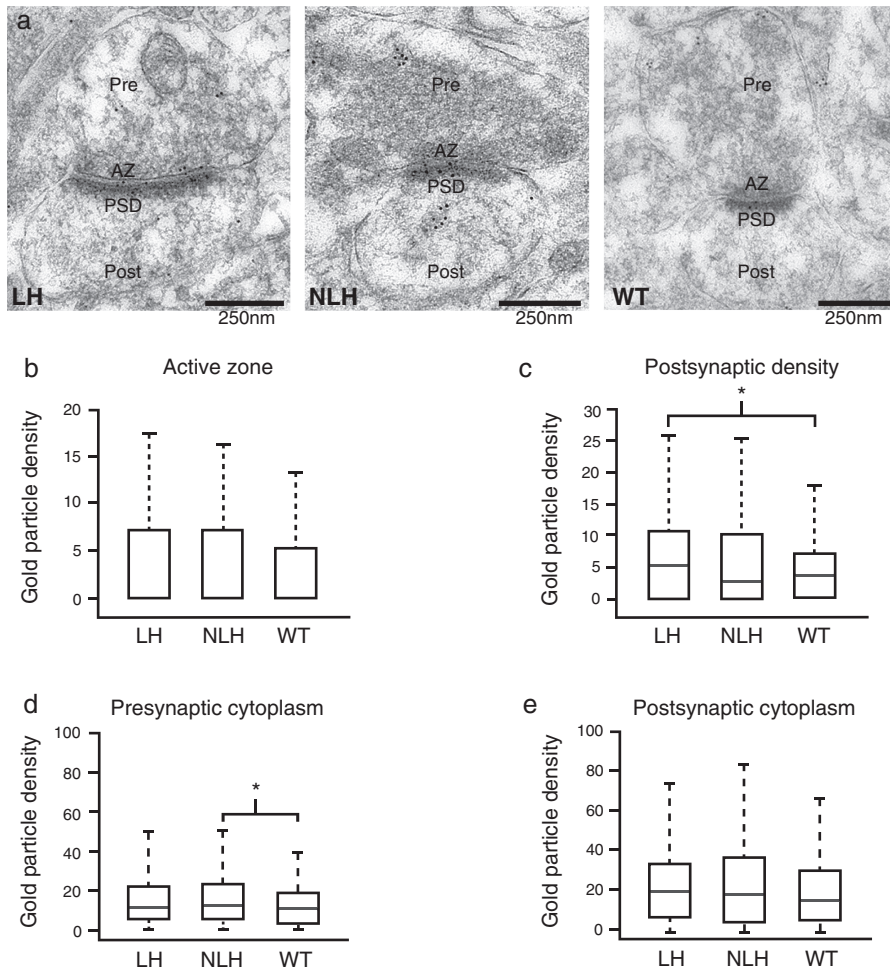 a
Pre
AZ
PSD
Post
LH
250nm
Pre
AZ
PSD
Post
NLH
250nm
Pre
AZ
PSD
Post
WT
250nm
b
Active zone
Gold particle density
20
15
10
5
0
LH NLH WT
c
Postsynaptic density
*
Gold particle density
30
25
20
15
10
5
0
LH NLH WT
d
Presynaptic cytoplasm
*
Gold particle density
100
80
60
40
20
0
LH NLH WT
e
Postsynaptic cytoplasm
Gold particle density
100
80
60
40
20
0
LH NLH WT